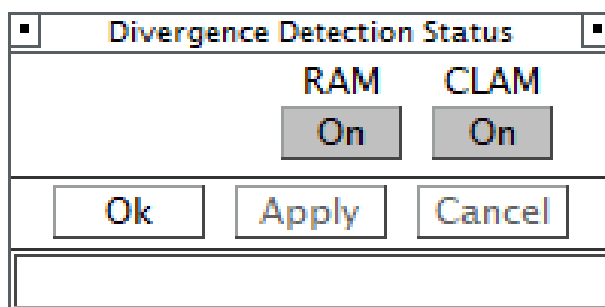 Divergence Detection Status
RAM CLAM
On On
Ok Apply Cancel